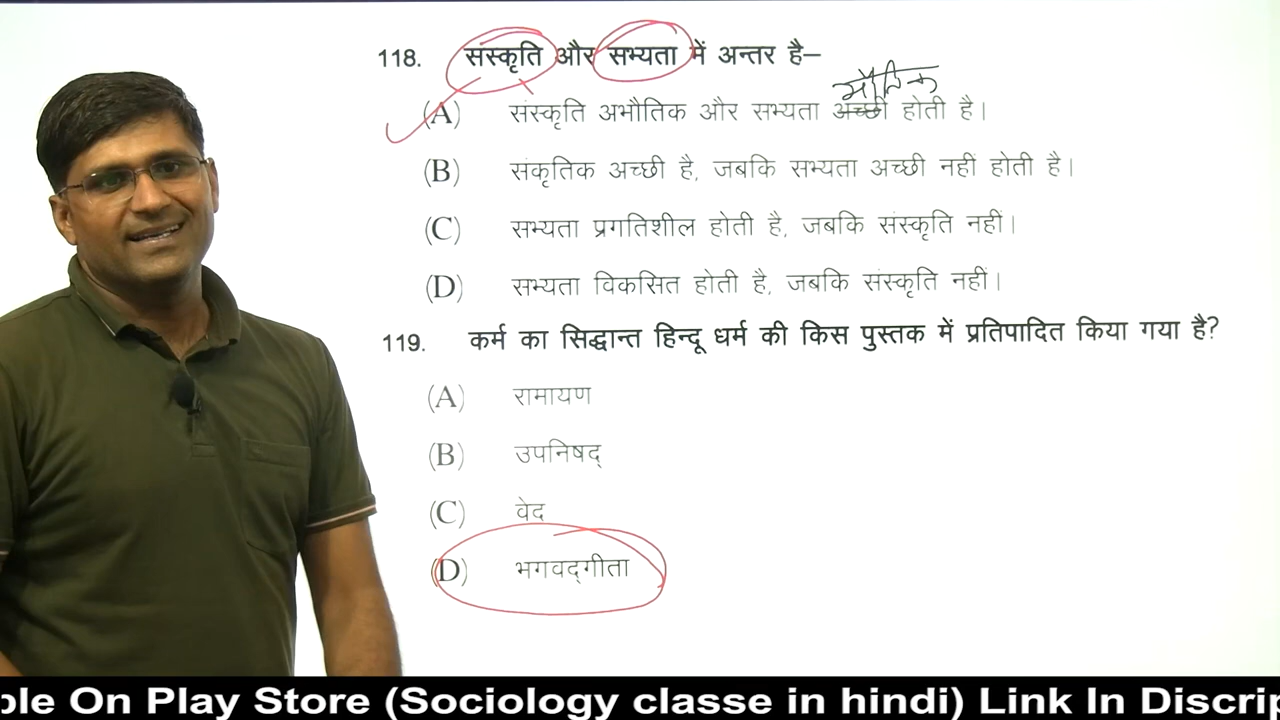 118. संस्कृति और सभ्यता में अन्तर है–
भौतिक
(A) संस्कृति अभौतिक और सभ्यता अच्छी होती है।
(B) संकृतिक अच्छी है, जबकि सभ्यता अच्छी नहीं होती है।
(C) सभ्यता प्रगतिशील होती है, जबकि संस्कृति नहीं।
(D) सभ्यता विकसित होती है, जबकि संस्कृति नहीं।
119. कर्म का सिद्धान्त हिन्दू धर्म की किस पुस्तक में प्रतिपादित किया गया है?
(A) रामायण
(B) उपनिषद्
(C) वेद
(D) भगवद्गीता
ble On Play Store (Sociology classe in hindi) Link In Discrip